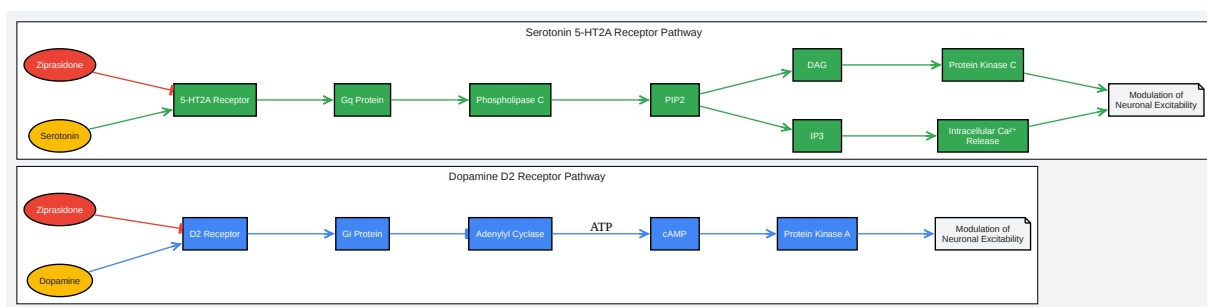 Serotonin 5-HT2A Receptor Pathway
Ziprasidone
Serotonin
5-HT2A Receptor
Gq Protein
Phospholipase C
PIP2
DAG
IP3
Protein Kinase C
Intracellular Ca²⁺
Release
Modulation of
Neuronal Excitability
Dopamine D2 Receptor Pathway
Ziprasidone
Dopamine
D2 Receptor
Gi Protein
Adenylyl Cyclase
ATP
cAMP
Protein Kinase A
Modulation of
Neuronal Excitability